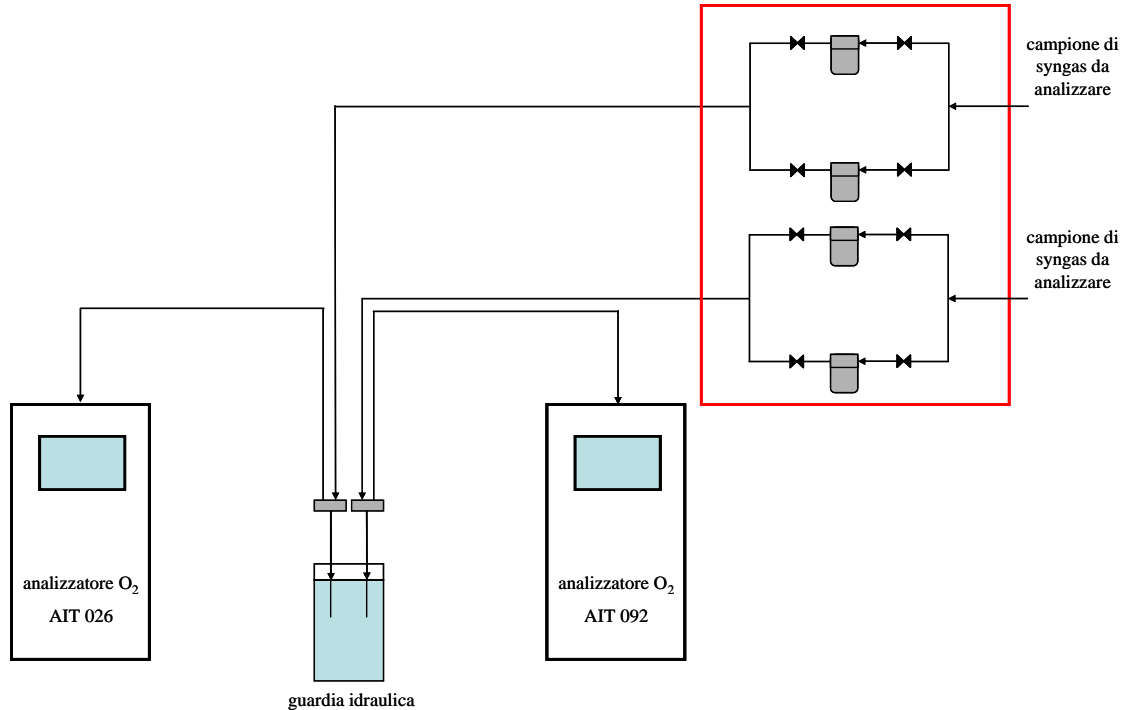 campione di
syngas da
analizzare
campione di
syngas da
analizzare
analizzatore O₂
AIT 026
analizzatore O₂
AIT 092
guardia idraulica